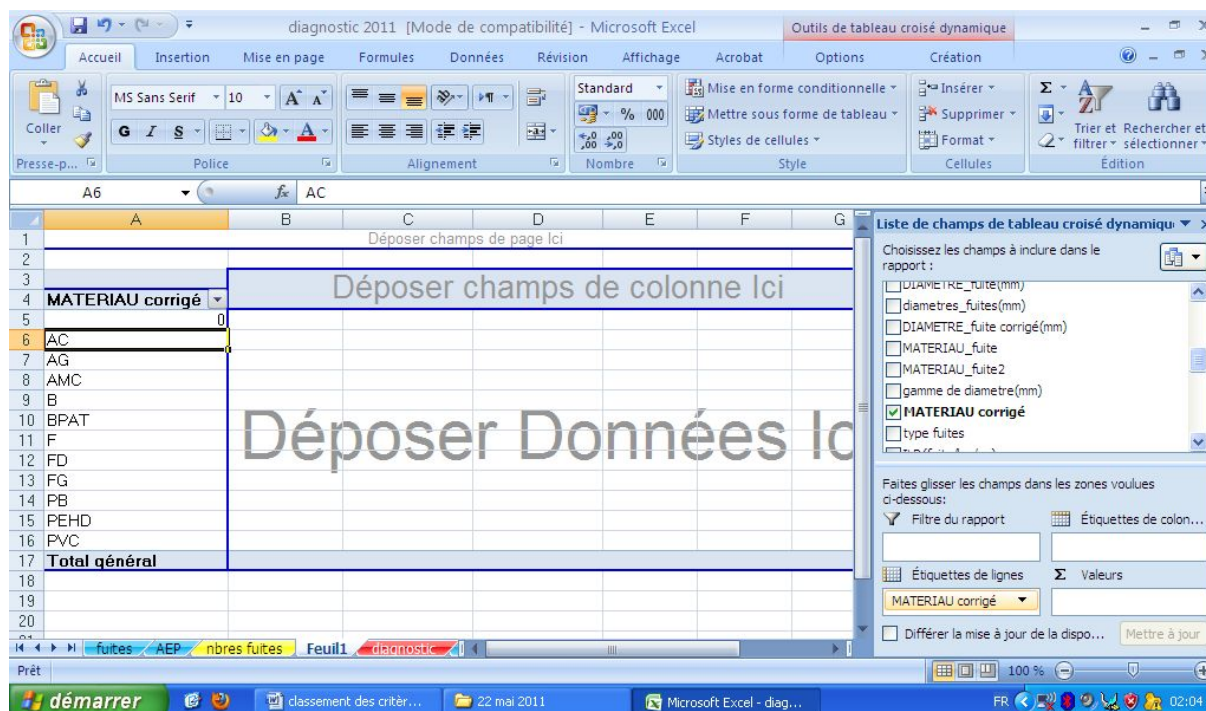 diagnostic 2011 [Mode de compatibilité] - Microsoft Excel
Outils de tableau croisé dynamique
Accueil Insertion Mise en page Formules Données Révision Affichage Acrobat Options Création
Coller
MS Sans Serif 10
G I S
Standard
% 000
Mise en forme conditionnelle
Mettre sous forme de tableau
Styles de cellules
Insérer
Supprimer
Format
Σ
Trier et filtrer
Rechercher et sélectionner
Presse-p... Police Alignement Nombre Style Cellules Édition
A6 fx AC
A B C D E F G
1 Déposer champs de page Ici
2
3 Déposer champs de colonne Ici
4 MATERIAU corrigé
5 0
6 AC
7 AG
8 AMC
9 B
10 BPAT
11 F
12 FD
13 FG
14 PB
15 PEHD
16 PVC
17 Total général
18
19
20
Déposer Données Ic
Liste de champs de tableau croisé dynamiqu
Choisissez les champs à inclure dans le
rapport :
DIAMETRE_fuite(mm)
diametres_fuites(mm)
DIAMETRE_fuite corrigé(mm)
MATERIAU_fuite
MATERIAU_fuite2
gamme de diametre(mm)
MATERIAU corrigé
type fuites
Faites glisser les champs dans les zones voulues
ci-dessous:
Filtre du rapport Étiquettes de colon...
Étiquettes de lignes Σ Valeurs
MATERIAU corrigé
Différer la mise à jour de la dispo... Mettre à jour
fuites AEP nbres fuites Feuil1 diagnostic
Prêt 100 %
démarrer classement des critèr... 22 mai 2011 Microsoft Excel - diag... FR 02:04